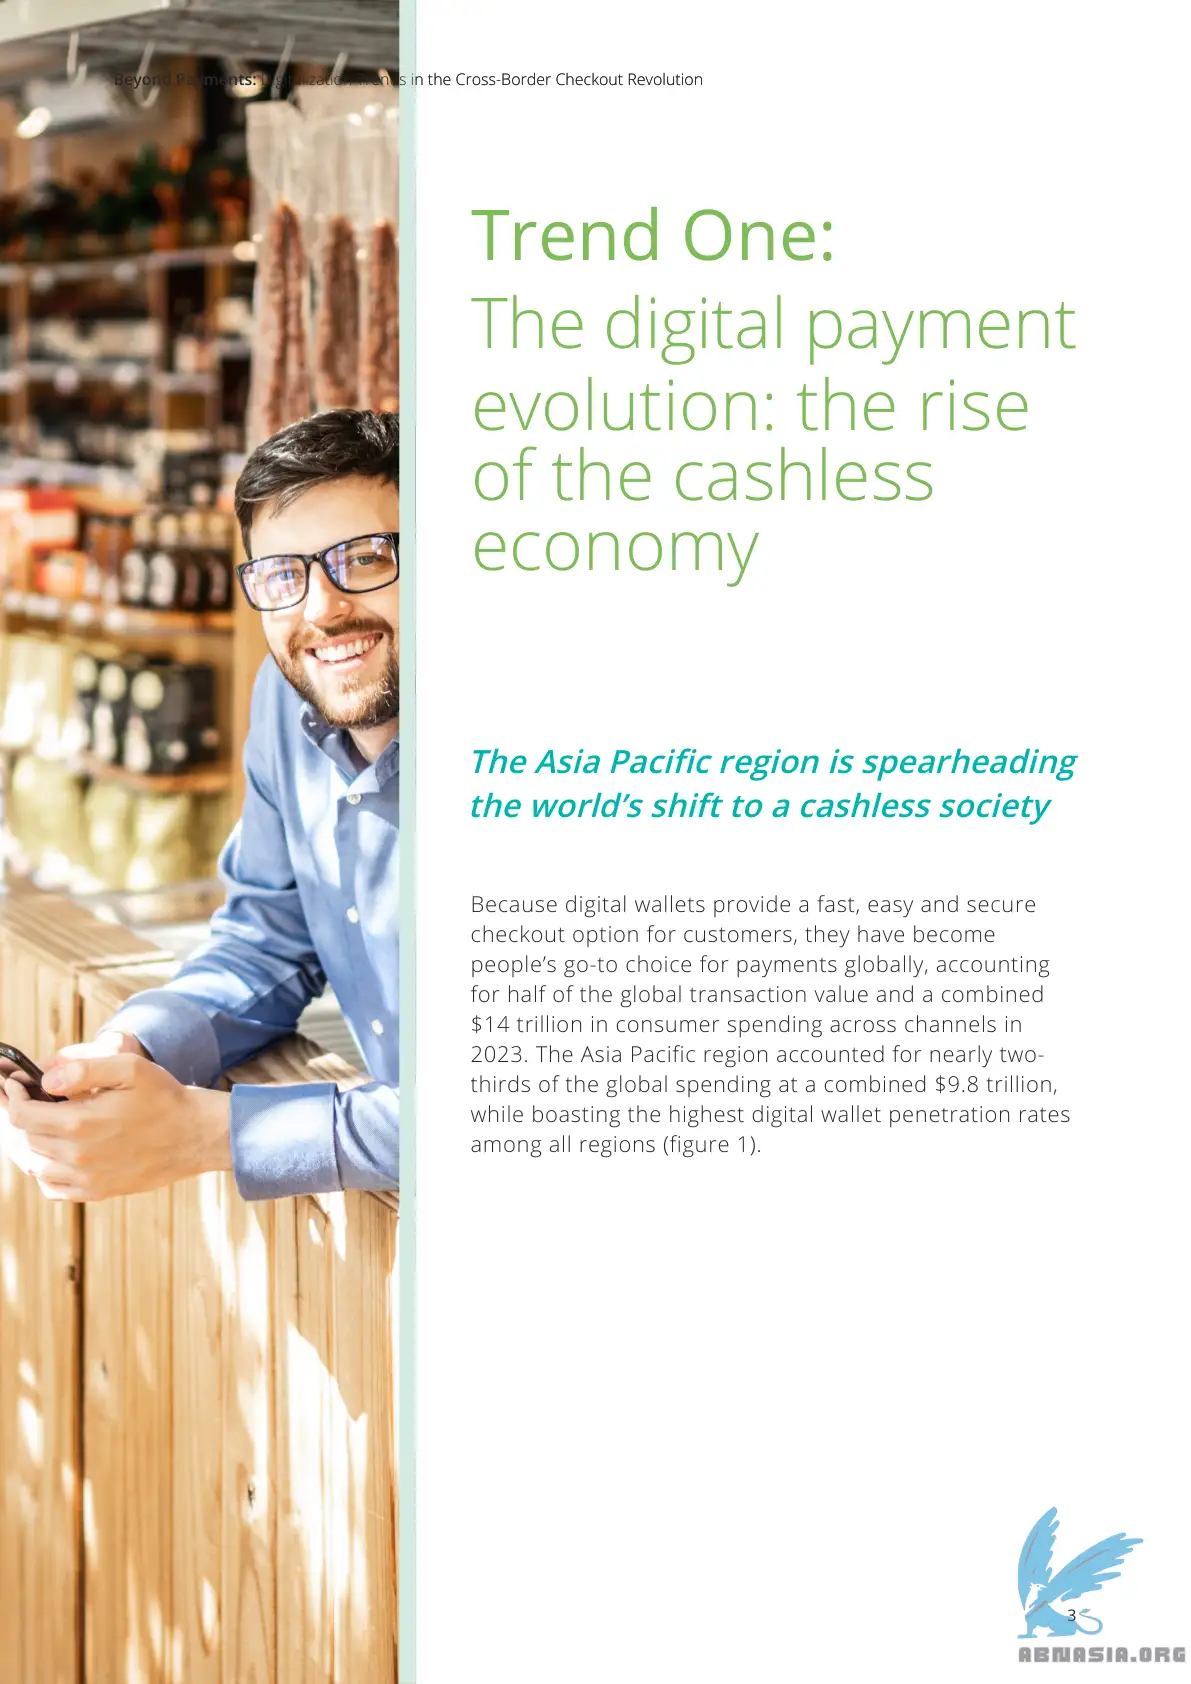 Beyond Payments: Digitalization Trends in the Cross-Border Checkout Revolution
Trend One:
The digital payment
evolution: the rise
of the cashless
economy
The Asia Pacific region is spearheading
the world’s shift to a cashless society
Because digital wallets provide a fast, easy and secure
checkout option for customers, they have become
people’s go-to choice for payments globally, accounting
for half of the global transaction value and a combined
$14 trillion in consumer spending across channels in
2023. The Asia Pacific region accounted for nearly two-
thirds of the global spending at a combined $9.8 trillion,
while boasting the highest digital wallet penetration rates
among all regions (figure 1).
3
ABNASIA.ORG